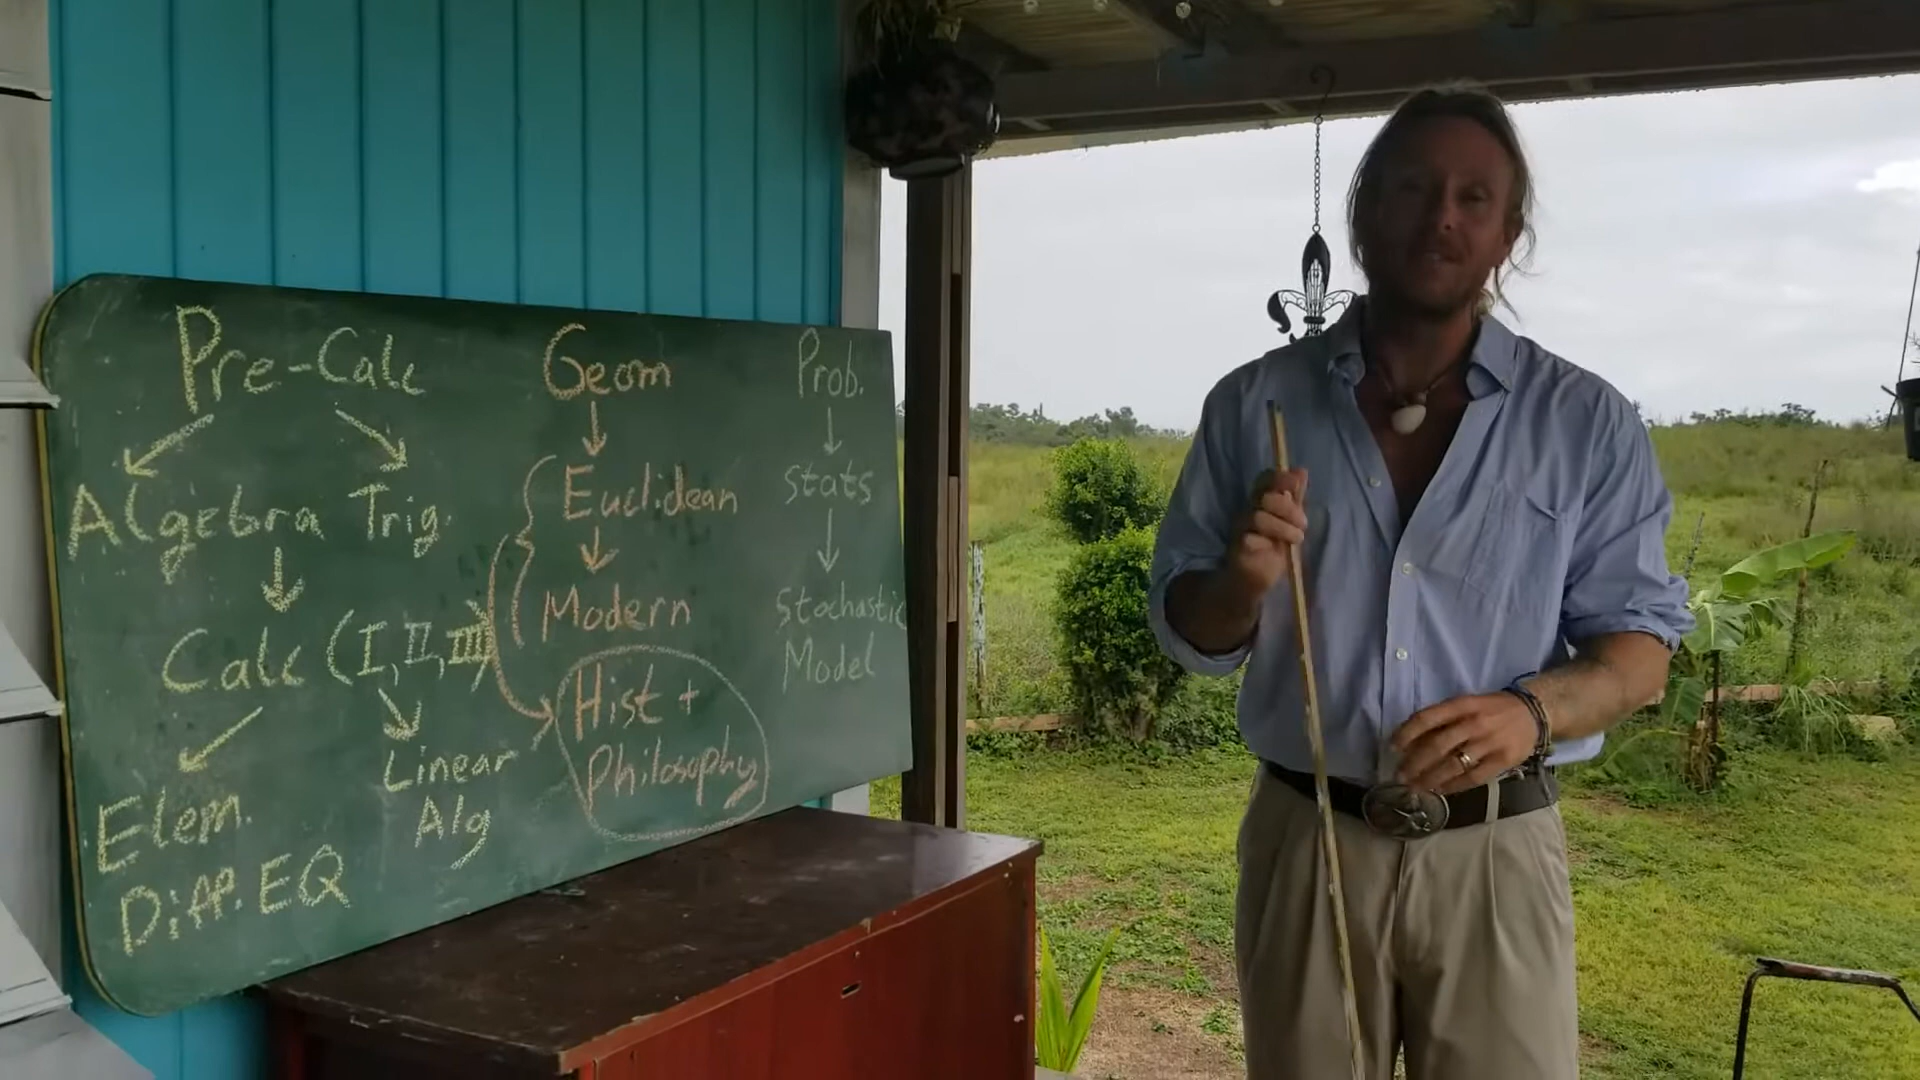 Pre-Calc
Algebra Trig.
Calc (I, II, III)
Elem.
Diff. EQ
Linear
Alg
Geom
Euclidean
Modern
Hist +
Philosophy
Prob.
Stats
Stochastic
Model